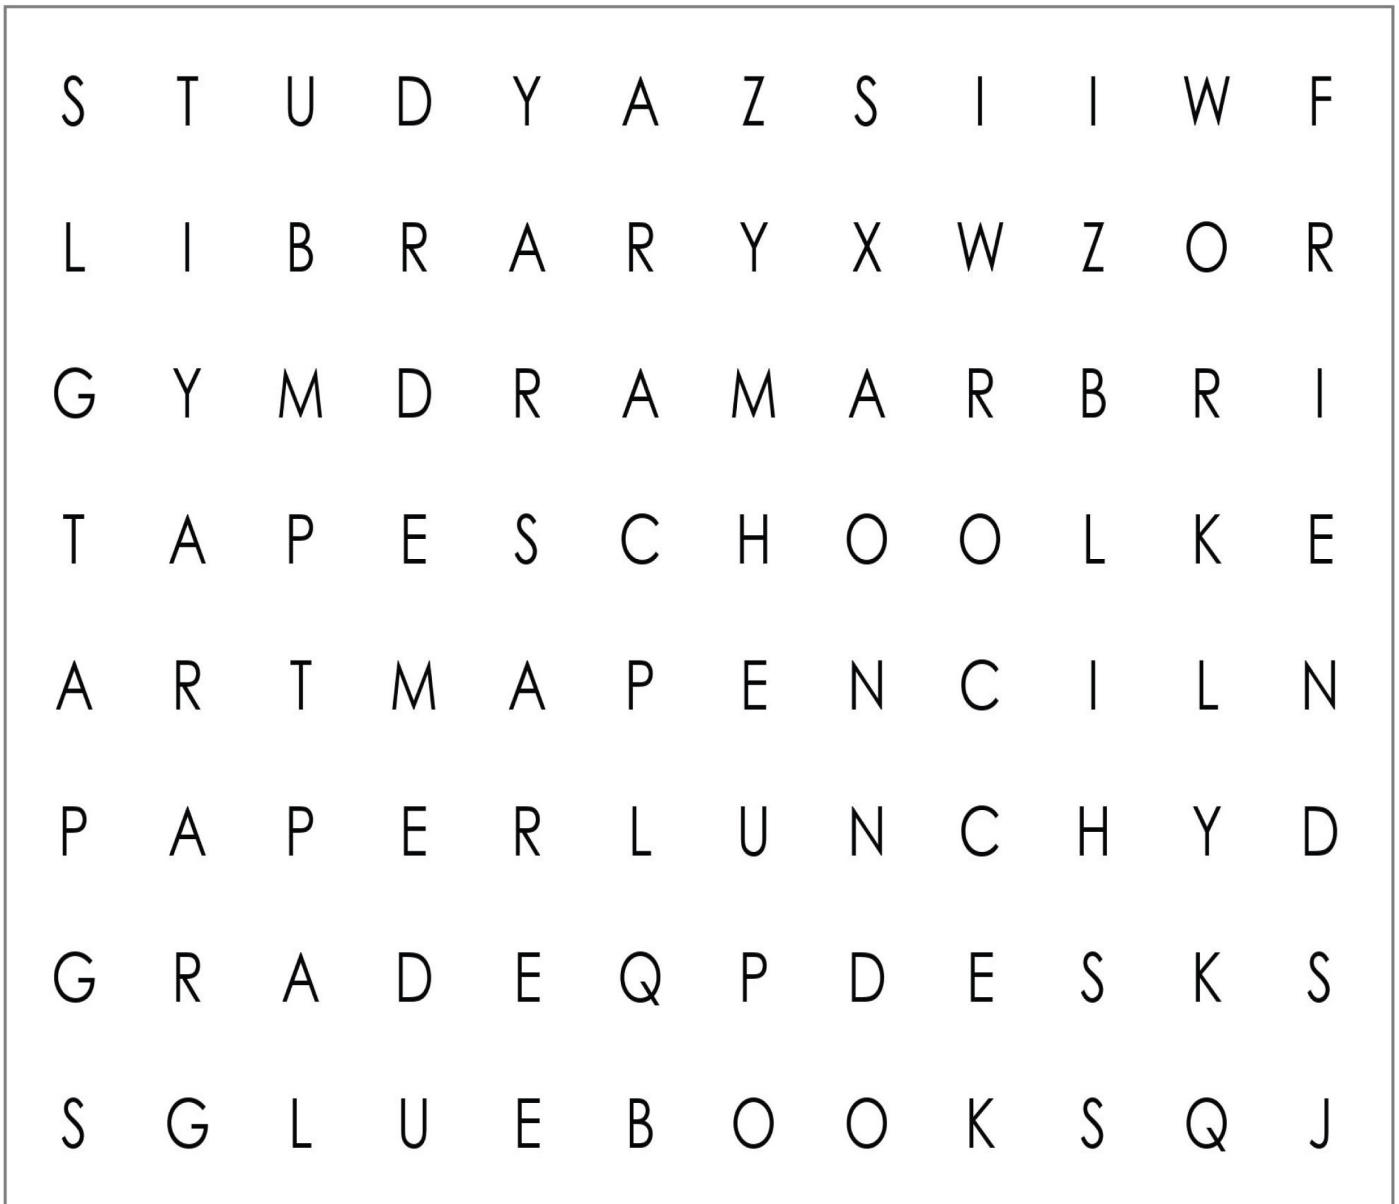 S T U D Y A Z S I I W F
L I B R A R Y X W Z O R
G Y M D R A M A R B R I
T A P E S C H O O L K E
A R T M A P E N C I L N
P A P E R L U N C H Y D
G R A D E Q P D E S K S
S G L U E B O O K S Q J